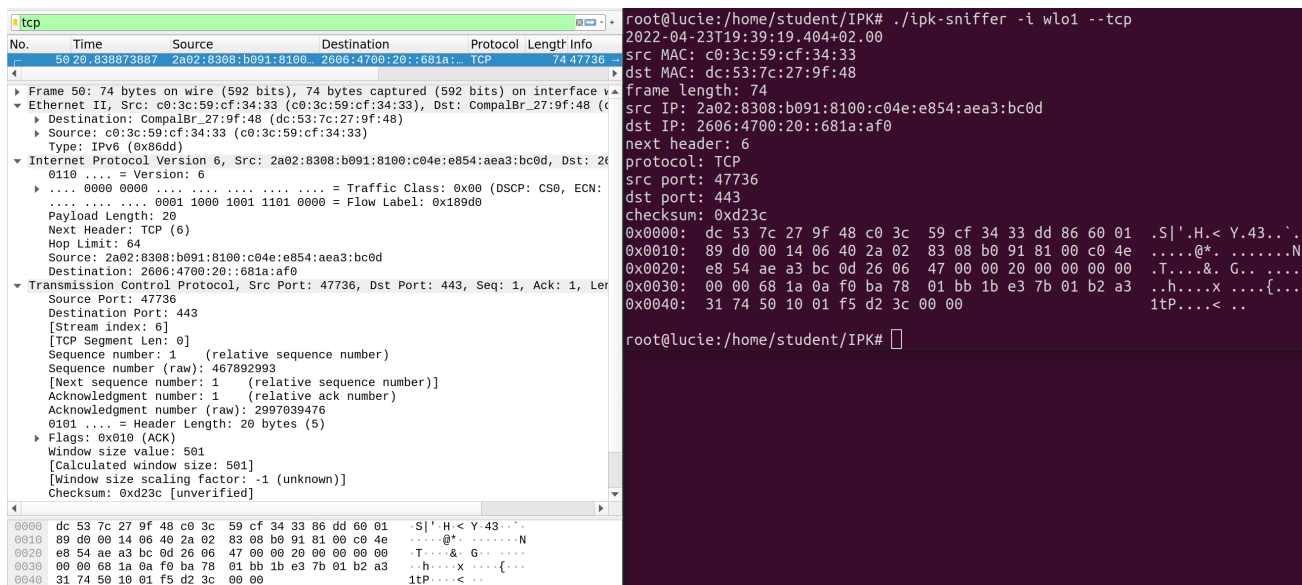 tcp
No. Time Source Destination Protocol Length Info
50 20.838873887 2a02:8308:b091:8100… 2606:4700:20::681a:… TCP 74 47736 →
Frame 50: 74 bytes on wire (592 bits), 74 bytes captured (592 bits) on interface w
Ethernet II, Src: c0:3c:59:cf:34:33 (c0:3c:59:cf:34:33), Dst: CompalBr_27:9f:48 (d
Destination: CompalBr_27:9f:48 (dc:53:7c:27:9f:48)
Source: c0:3c:59:cf:34:33 (c0:3c:59:cf:34:33)
Type: IPv6 (0x86dd)
Internet Protocol Version 6, Src: 2a02:8308:b091:8100:c04e:e854:aea3:bc0d, Dst: 26
0110 .... = Version: 6
.... 0000 0000 .... .... .... .... .... = Traffic Class: 0x00 (DSCP: CS0, ECN:
.... .... .... 0001 1000 1001 1101 0000 = Flow Label: 0x189d0
Payload Length: 20
Next Header: TCP (6)
Hop Limit: 64
Source: 2a02:8308:b091:8100:c04e:e854:aea3:bc0d
Destination: 2606:4700:20::681a:af0
Transmission Control Protocol, Src Port: 47736, Dst Port: 443, Seq: 1, Ack: 1, Len
Source Port: 47736
Destination Port: 443
[Stream index: 6]
[TCP Segment Len: 0]
Sequence number: 1 (relative sequence number)
Sequence number (raw): 467892993
[Next sequence number: 1 (relative sequence number)]
Acknowledgment number: 1 (relative ack number)
Acknowledgment number (raw): 2997039476
0101 .... = Header Length: 20 bytes (5)
Flags: 0x010 (ACK)
Window size value: 501
[Calculated window size: 501]
[Window size scaling factor: -1 (unknown)]
Checksum: 0xd23c [unverified]
0000 dc 53 7c 27 9f 48 c0 3c 59 cf 34 33 86 dd 60 01 ·S|'·H·< Y·43··`·
0010 89 d0 00 14 06 40 2a 02 83 08 b0 91 81 00 c0 4e ·····@*· ·······N
0020 e8 54 ae a3 bc 0d 26 06 47 00 00 20 00 00 00 00 ·T····&· G·· ····
0030 00 00 68 1a 0a f0 ba 78 01 bb 1b e3 7b 01 b2 a3 ··h····x ····{···
0040 31 74 50 10 01 f5 d2 3c 00 00 1tP····< ··
root@lucie:/home/student/IPK# ./ipk-sniffer -i wlo1 --tcp
2022-04-23T19:39:19.404+02.00
src MAC: c0:3c:59:cf:34:33
dst MAC: dc:53:7c:27:9f:48
frame length: 74
src IP: 2a02:8308:b091:8100:c04e:e854:aea3:bc0d
dst IP: 2606:4700:20::681a:af0
next header: 6
protocol: TCP
src port: 47736
dst port: 443
checksum: 0xd23c
0x0000: dc 53 7c 27 9f 48 c0 3c 59 cf 34 33 dd 86 60 01 .S|'.H.< Y.43..`.
0x0010: 89 d0 00 14 06 40 2a 02 83 08 b0 91 81 00 c0 4e .....@*. .......N
0x0020: e8 54 ae a3 bc 0d 26 06 47 00 00 20 00 00 00 00 .T....&. G.. ....
0x0030: 00 00 68 1a 0a f0 ba 78 01 bb 1b e3 7b 01 b2 a3 ..h....x ....{...
0x0040: 31 74 50 10 01 f5 d2 3c 00 00 1tP....< ..
root@lucie:/home/student/IPK#